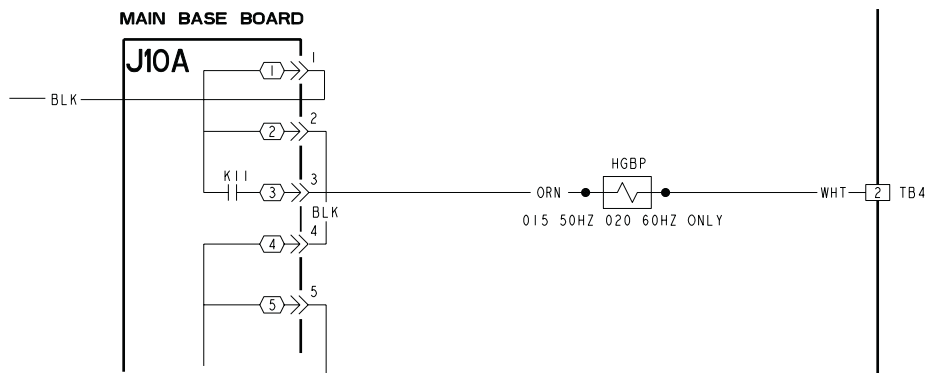 MAIN BASE BOARD
J10A
1
1
BLK
2
2
HGBP
K11
3
3
ORN
WHT
2
TB4
BLK
015 50HZ 020 60HZ ONLY
4
4
5
5